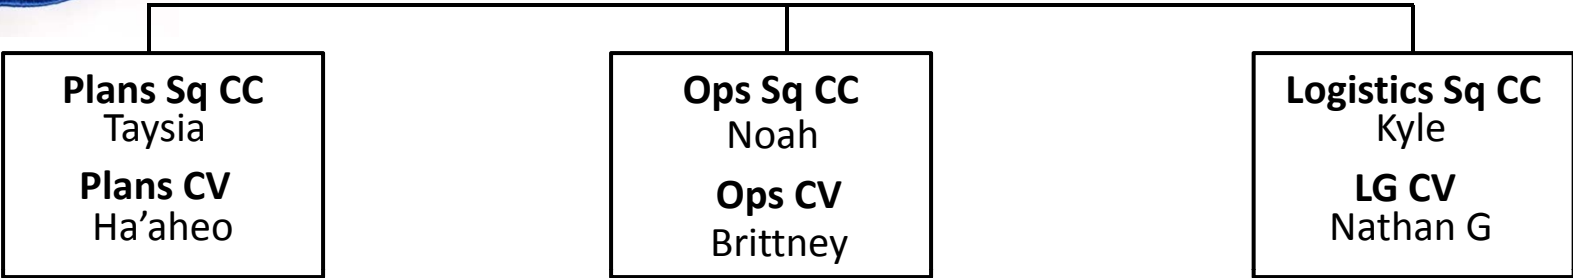 Plans Sq CC
Taysia
Plans CV
Ha’aheo
Ops Sq CC
Noah
Ops CV
Brittney
Logistics Sq CC
Kyle
LG CV
Nathan G